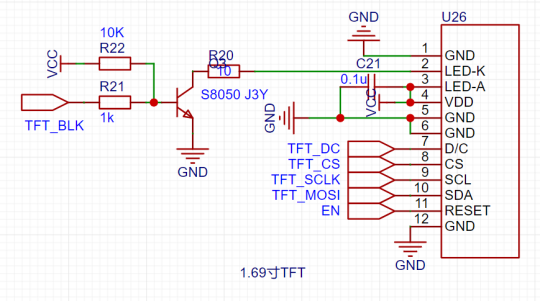 U26
GND
10K
R22
VCC
R21
1k
TFT_BLK
R20
10
S8050 J3Y
GND
C21
0.1u
VCC
GND
1 GND
2 LED-K
3 LED-A
4 VDD
5 GND
6 GND
7 D/C
8 CS
9 SCL
10 SDA
11 RESET
12 GND
TFT_DC
TFT_CS
TFT_SCLK
TFT_MOSI
EN
GND
1.69寸TFT